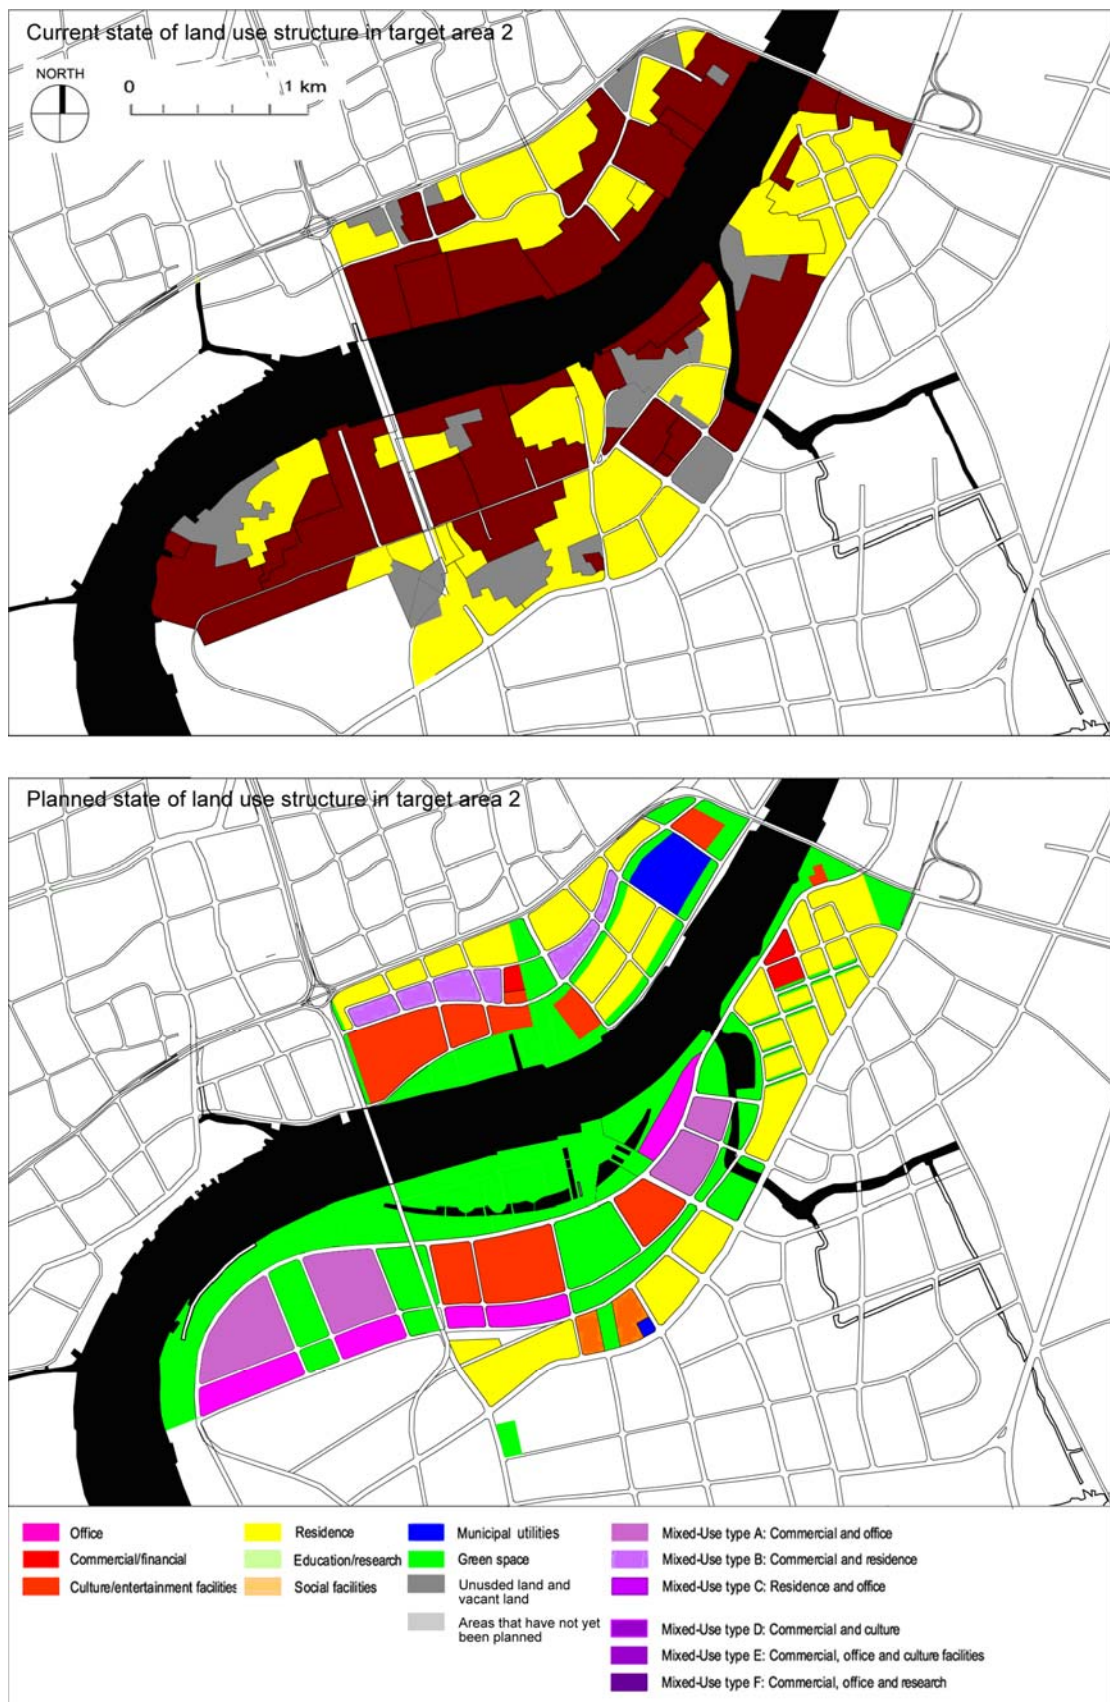 Current state of land use structure in target area 2
NORTH
0 1 km
Planned state of land use structure in target area 2
Office
Commercial/financial
Culture/entertainment facilities
Residence
Education/research
Social facilities
Municipal utilities
Green space
Unusded land and
vacant land
Areas that have not yet
been planned
Mixed-Use type A: Commercial and office
Mixed-Use type B: Commercial and residence
Mixed-Use type C: Residence and office
Mixed-Use type D: Commercial and culture
Mixed-Use type E: Commercial, office and culture facilities
Mixed-Use type F: Commercial, office and research